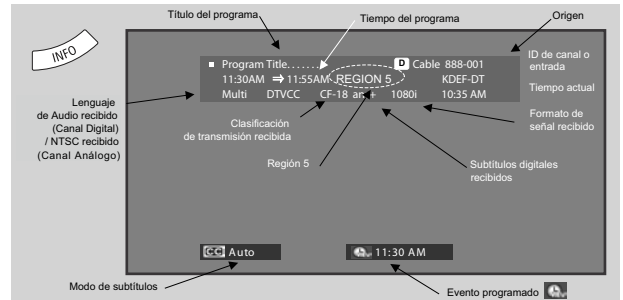 Título del programa
Tiempo del programa
Origen
INFO
Program Title.......
D Cable 888-001
ID de canal o
entrada
11:30AM ⇒ 11:55AM REGION 5
KDEF-DT
Tiempo actual
Multi DTVCC CF-18 an + 1080i 10:35 AM
Lenguaje
de Audio recibido
(Canal Digital)
/ NTSC recibido
(Canal Análogo)
Clasificación
de transmisión recibida
Formato de
señal recibido
Región 5
Subtítulos digitales
recibidos
CC Auto
11:30 AM
Modo de subtítulos
Evento programado